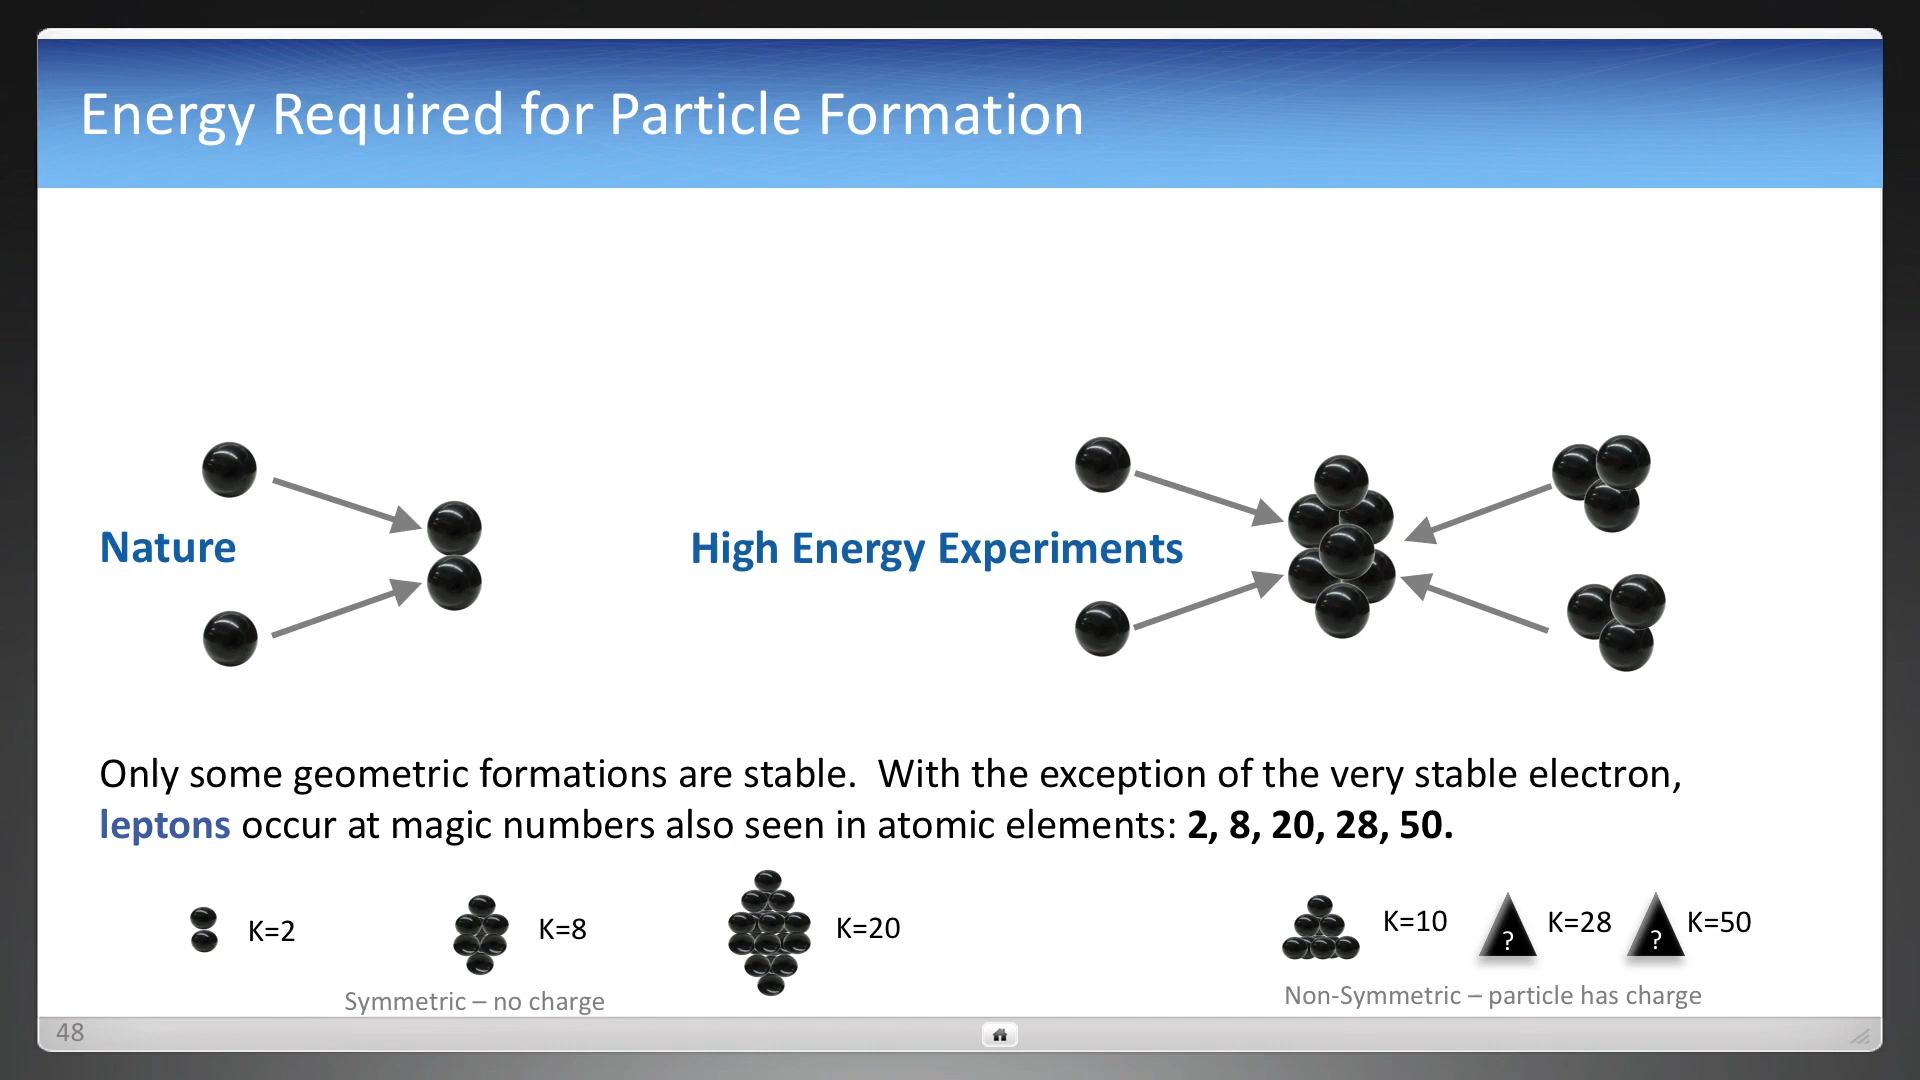 Energy Required for Particle Formation
Nature
High Energy Experiments
Only some geometric formations are stable.  With the exception of the very stable electron,
leptons occur at magic numbers also seen in atomic elements: 2, 8, 20, 28, 50.
K=2
K=8
K=20
K=10
?
K=28
?
K=50
Symmetric – no charge
Non-Symmetric – particle has charge
48